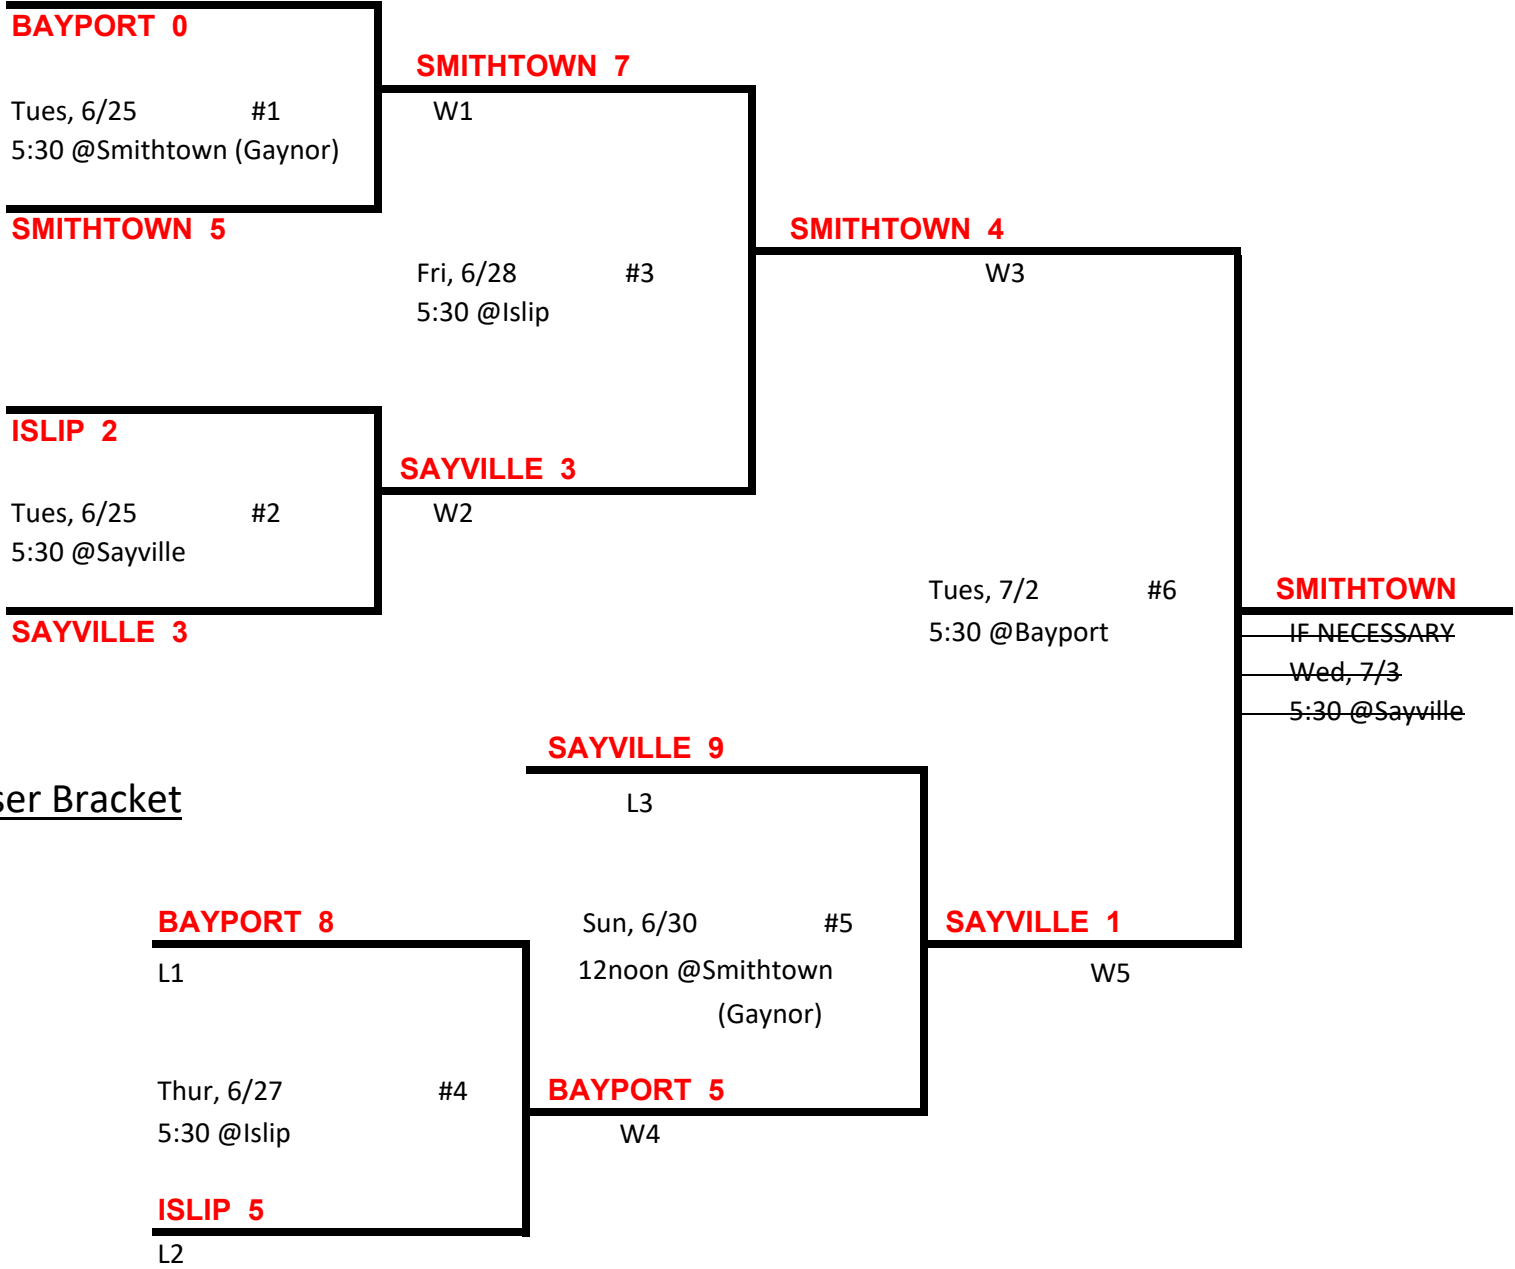 BAYPORT 0
SMITHTOWN 7
Tues, 6/25 #1
W1
5:30 @Smithtown (Gaynor)
SMITHTOWN 5
SMITHTOWN 4
Fri, 6/28 #3
W3
5:30 @Islip
ISLIP 2
SAYVILLE 3
Tues, 6/25 #2
W2
5:30 @Sayville
Tues, 7/2 #6
SMITHTOWN
SAYVILLE 3
5:30 @Bayport
IF NECESSARY
Wed, 7/3
5:30 @Sayville
SAYVILLE 9
ser Bracket
L3
BAYPORT 8
Sun, 6/30 #5
SAYVILLE 1
L1
12noon @Smithtown
W5
(Gaynor)
Thur, 6/27 #4
BAYPORT 5
5:30 @Islip
W4
ISLIP 5
L2